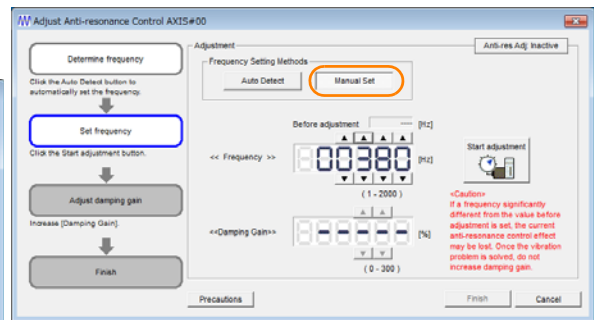 Adjust Anti-resonance Control AXIS#00
Determine frequency
Click the Auto Detect button to
automatically set the frequency.
Set frequency
Click the Start adjustment button.
Adjust damping gain
Increase [Damping Gain].
Finish
Adjustment
Anti-res Adj: Inactive
Frequency Setting Methods
Auto Detect
Manual Set
Before adjustment --- [Hz]
<< Frequency >> 00380 [Hz]
(1 - 2000)
<<Damping Gain>> ------ [%]
(0 - 300)
Start adjustment
<Caution>
If a frequency significantly
different from the value before
adjustment is set, the current
anti-resonance control effect
may be lost. Once the vibration
problem is solved, do not
increase damping gain.
Precautions
Finish
Cancel